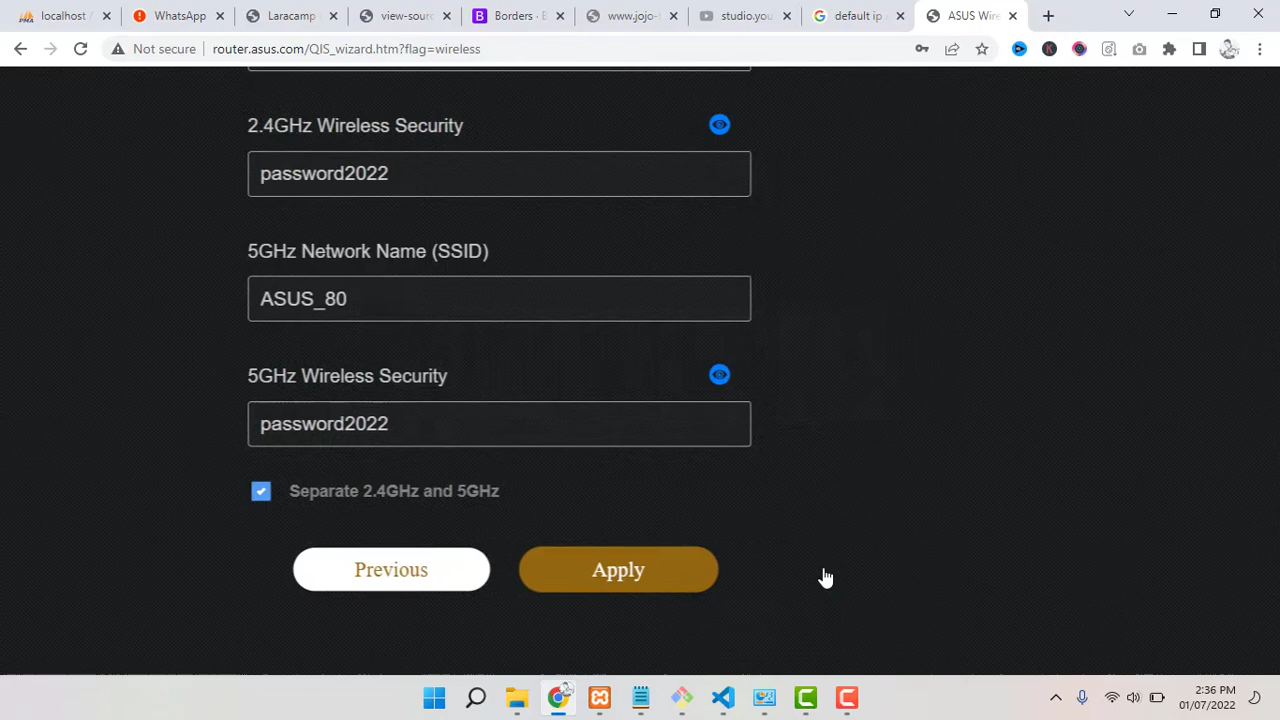 localhost /
WhatsApp
Laracamp
view-sourc
Borders · B
www.jojo-t
studio.you
default ip
ASUS Wire
Not secure
router.asus.com/QIS_wizard.htm?flag=wireless
2.4GHz Wireless Security
password2022
5GHz Network Name (SSID)
ASUS_80
5GHz Wireless Security
password2022
Separate 2.4GHz and 5GHz
Previous
Apply
2:36 PM
01/07/2022